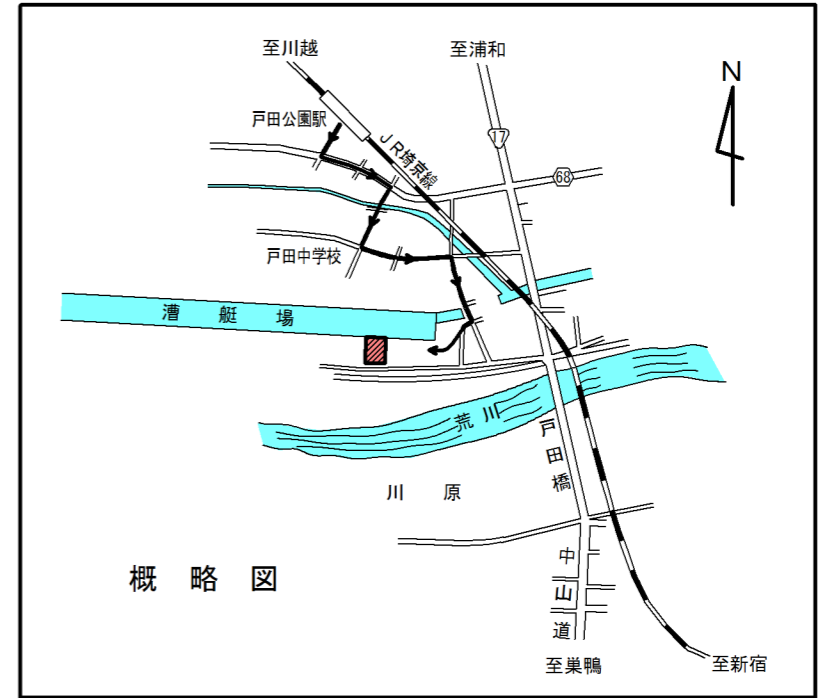 至川越
至浦和
N
戸田公園駅
JR埼京線
17
68
戸田中学校
漕艇場
荒川
戸田橋
川原
概略図
中山道
至巣鴨
至新宿